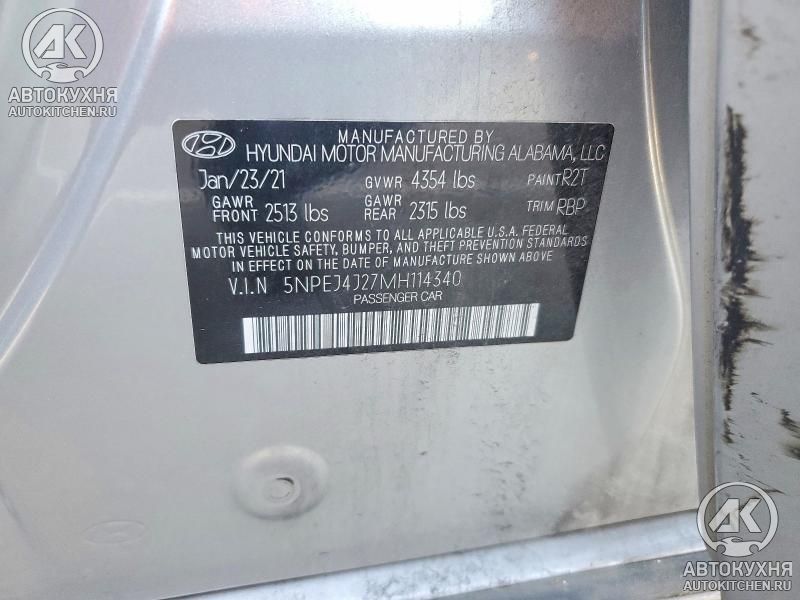 АК
АВТОКУХНЯ
AUTOKITCHEN.RU
MANUFACTURED BY
HYUNDAI MOTOR MANUFACTURING ALABAMA, LLC
Jan/23/21 GVWR 4354 lbs PAINT R2T
GAWR FRONT 2513 lbs GAWR REAR 2315 lbs TRIM RBP
THIS VEHICLE CONFORMS TO ALL APPLICABLE U.S.A. FEDERAL
MOTOR VEHICLE SAFETY, BUMPER, AND THEFT PREVENTION STANDARDS
IN EFFECT ON THE DATE OF MANUFACTURE SHOWN ABOVE.
V.I.N 5NPEJ4J27MH114340
PASSENGER CAR
АК
АВТОКУХНЯ
AUTOKITCHEN.RU